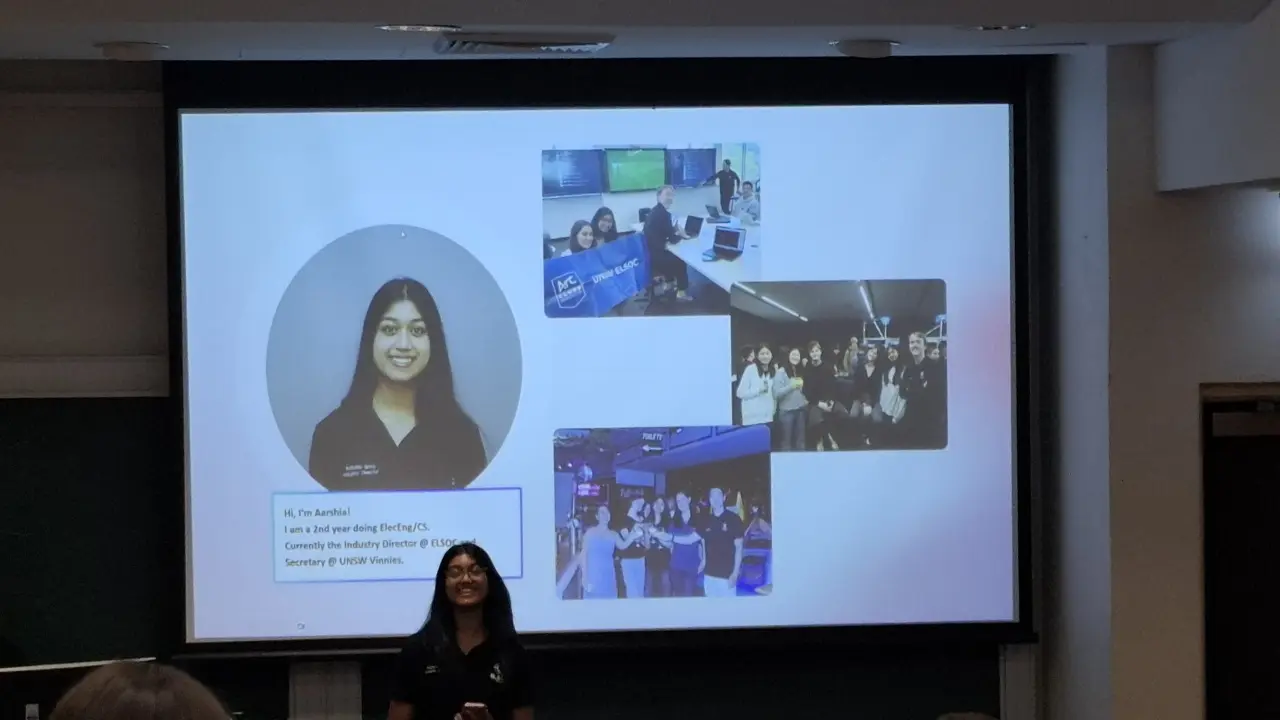 UNSW ELSOC
Arc
TOILETS
Hi, I'm Aarshia!
I am a 2nd year doing ElecEng/CS.
Currently the Industry Director @ ELSOC and
Secretary @ UNSW Vinnies.